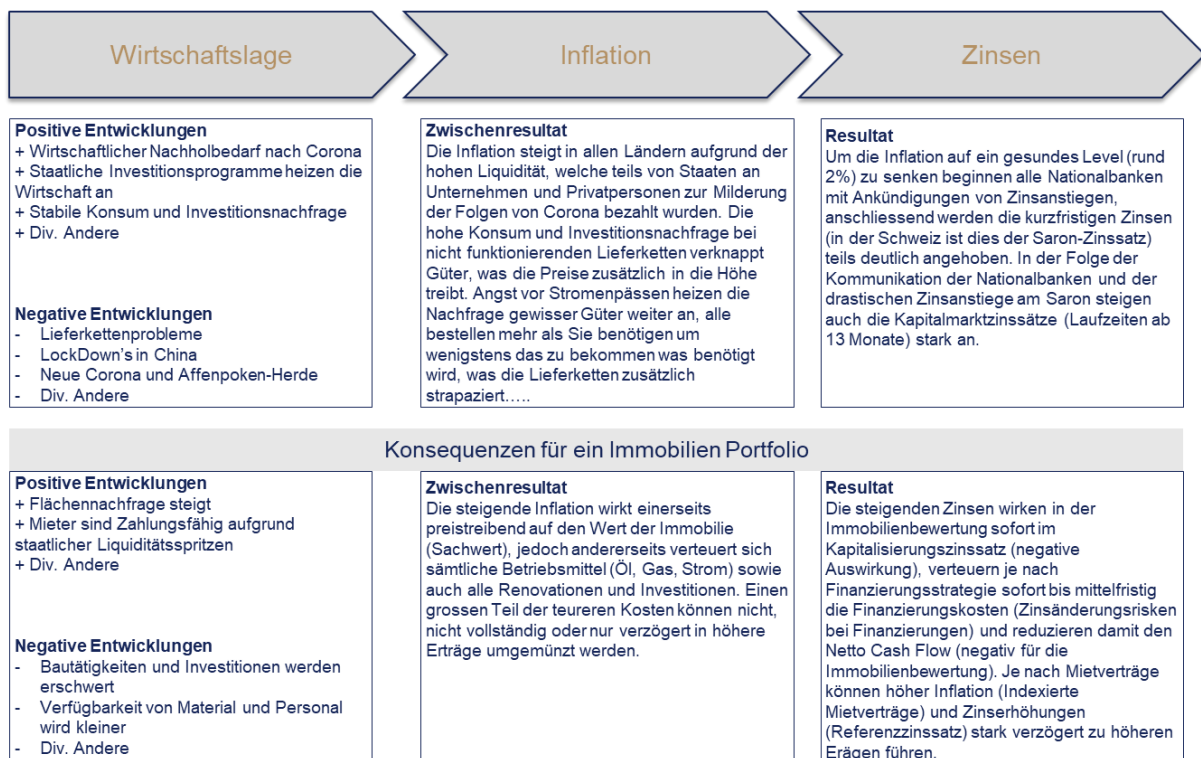 Wirtschaftslage
Inflation
Zinsen
Positive Entwicklungen
+ Wirtschaftlicher Nachholbedarf nach Corona
+ Staatliche Investitionsprogramme heizen die
Wirtschaft an
+ Stabile Konsum und Investitionsnachfrage
+ Div. Andere
Negative Entwicklungen
- Lieferkettenprobleme
- LockDown's in China
- Neue Corona und Affenpoken-Herde
- Div. Andere
Zwischenresultat
Die Inflation steigt in allen Ländern aufgrund der
hohen Liquidität, welche teils von Staaten an
Unternehmen und Privatpersonen zur Milderung
der Folgen von Corona bezahlt wurden. Die
hohe Konsum und Investitionsnachfrage bei
nicht funktionierenden Lieferketten verknappt
Güter, was die Preise zusätzlich in die Höhe
treibt. Angst vor Stromenpässen heizen die
Nachfrage gewisser Güter weiter an, alle
bestellen mehr als Sie benötigen um
wenigstens das zu bekommen was benötigt
wird, was die Lieferketten zusätzlich
strapaziert…..
Resultat
Um die Inflation auf ein gesundes Level (rund
2%) zu senken beginnen alle Nationalbanken
mit Ankündigungen von Zinsanstiegen,
anschliessend werden die kurzfristigen Zinsen
(in der Schweiz ist dies der Saron-Zinssatz)
teils deutlich angehoben. In der Folge der
Kommunikation der Nationalbanken und der
drastischen Zinsanstiege am Saron steigen
auch die Kapitalmarktzinssätze (Laufzeiten ab
13 Monate) stark an.
Konsequenzen für ein Immobilien Portfolio
Positive Entwicklungen
+ Flächennachfrage steigt
+ Mieter sind Zahlungsfähig aufgrund
staatlicher Liquiditätsspritzen
+ Div. Andere
Negative Entwicklungen
- Bautätigkeiten und Investitionen werden
erschwert
- Verfügbarkeit von Material und Personal
wird kleiner
- Div. Andere
Zwischenresultat
Die steigende Inflation wirkt einerseits
preistreibend auf den Wert der Immobilie
(Sachwert), jedoch andererseits verteuert sich
sämtliche Betriebsmittel (Öl, Gas, Strom) sowie
auch alle Renovationen und Investitionen. Einen
grossen Teil der teureren Kosten können nicht,
nicht vollständig oder nur verzögert in höhere
Erträge umgemünzt werden.
Resultat
Die steigenden Zinsen wirken in der
Immobilienbewertung sofort im
Kapitalisierungszinssatz (negative
Auswirkung), verteuern je nach
Finanzierungsstrategie sofort bis mittelfristig
die Finanzierungskosten (Zinsänderungsrisken
bei Finanzierungen) und reduzieren damit den
Netto Cash Flow (negativ für die
Immobilienbewertung). Je nach Mietverträge
können höher Inflation (Indexierte
Mietverträge) und Zinserhöhungen
(Referenzzinssatz) stark verzögert zu höheren
Erägen führen.